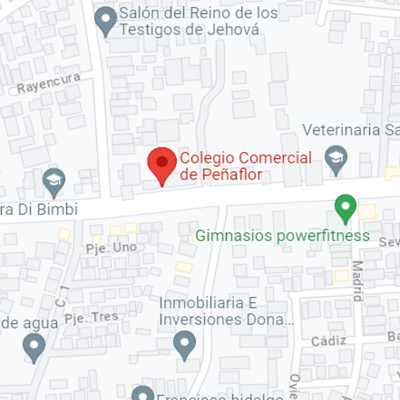 Salón del Reino de los
Testigos de Jehová
Rayencura
Veterinaria Sa
Colegio Comercial
de Peñaflor
ra Di Bimbi
Gimnasios powerfitness
Sev
Pje. Uno
Madrid
C. 1
Inmobiliaria E
Inversiones Dona...
Pje. Tres
de agua
Cádiz
Ba
Ovie
Francisco hidalgo